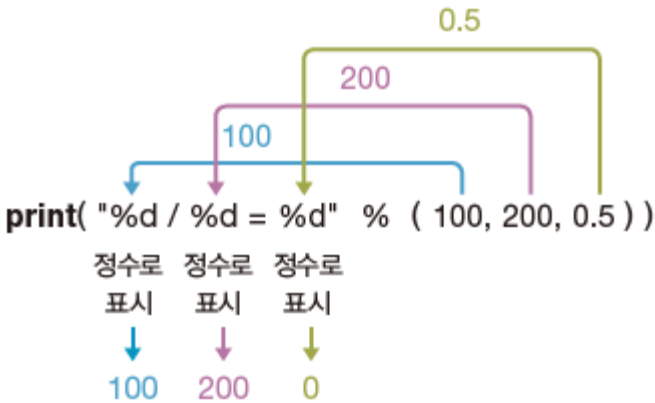 0.5
200
100
print( "%d / %d = %d" % ( 100, 200, 0.5 ) )
정수로 정수로 정수로
표시 표시 표시
100 200 0